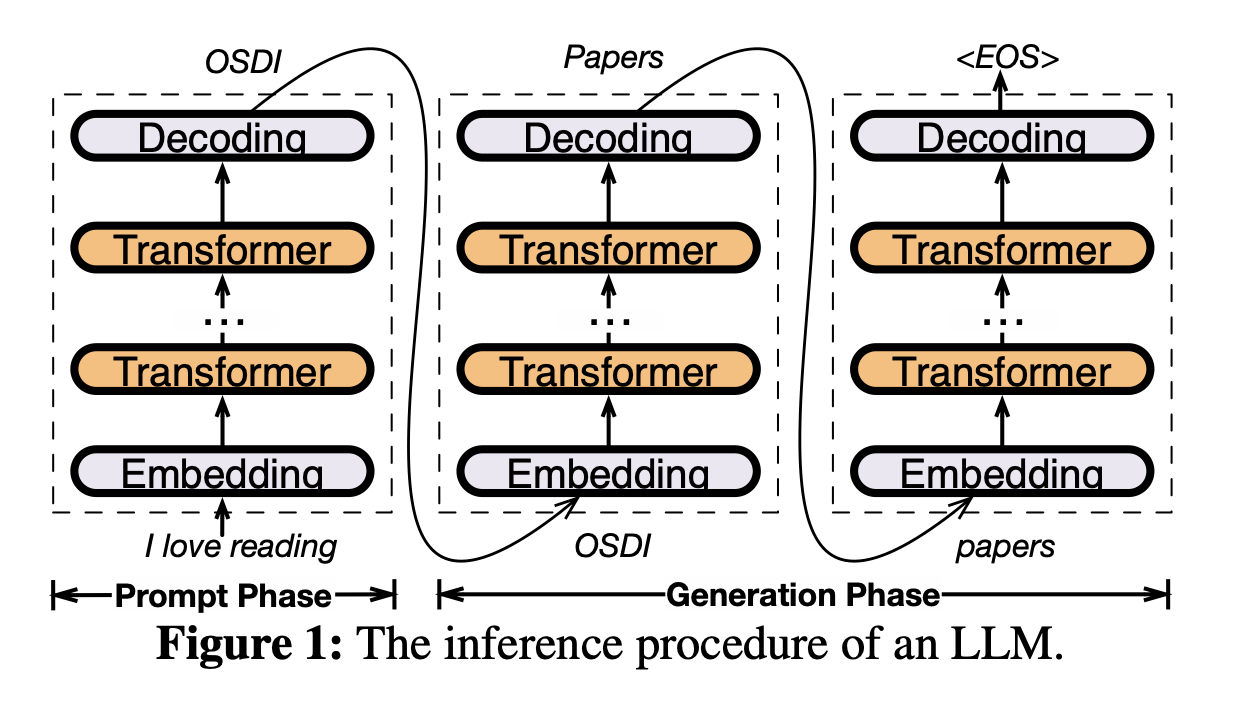 OSDI Papers <EOS>
Decoding Decoding Decoding
Transformer Transformer Transformer
... ... ...
Transformer Transformer Transformer
Embedding Embedding Embedding
I love reading OSDI papers
Prompt Phase Generation Phase
Figure 1: The inference procedure of an LLM.